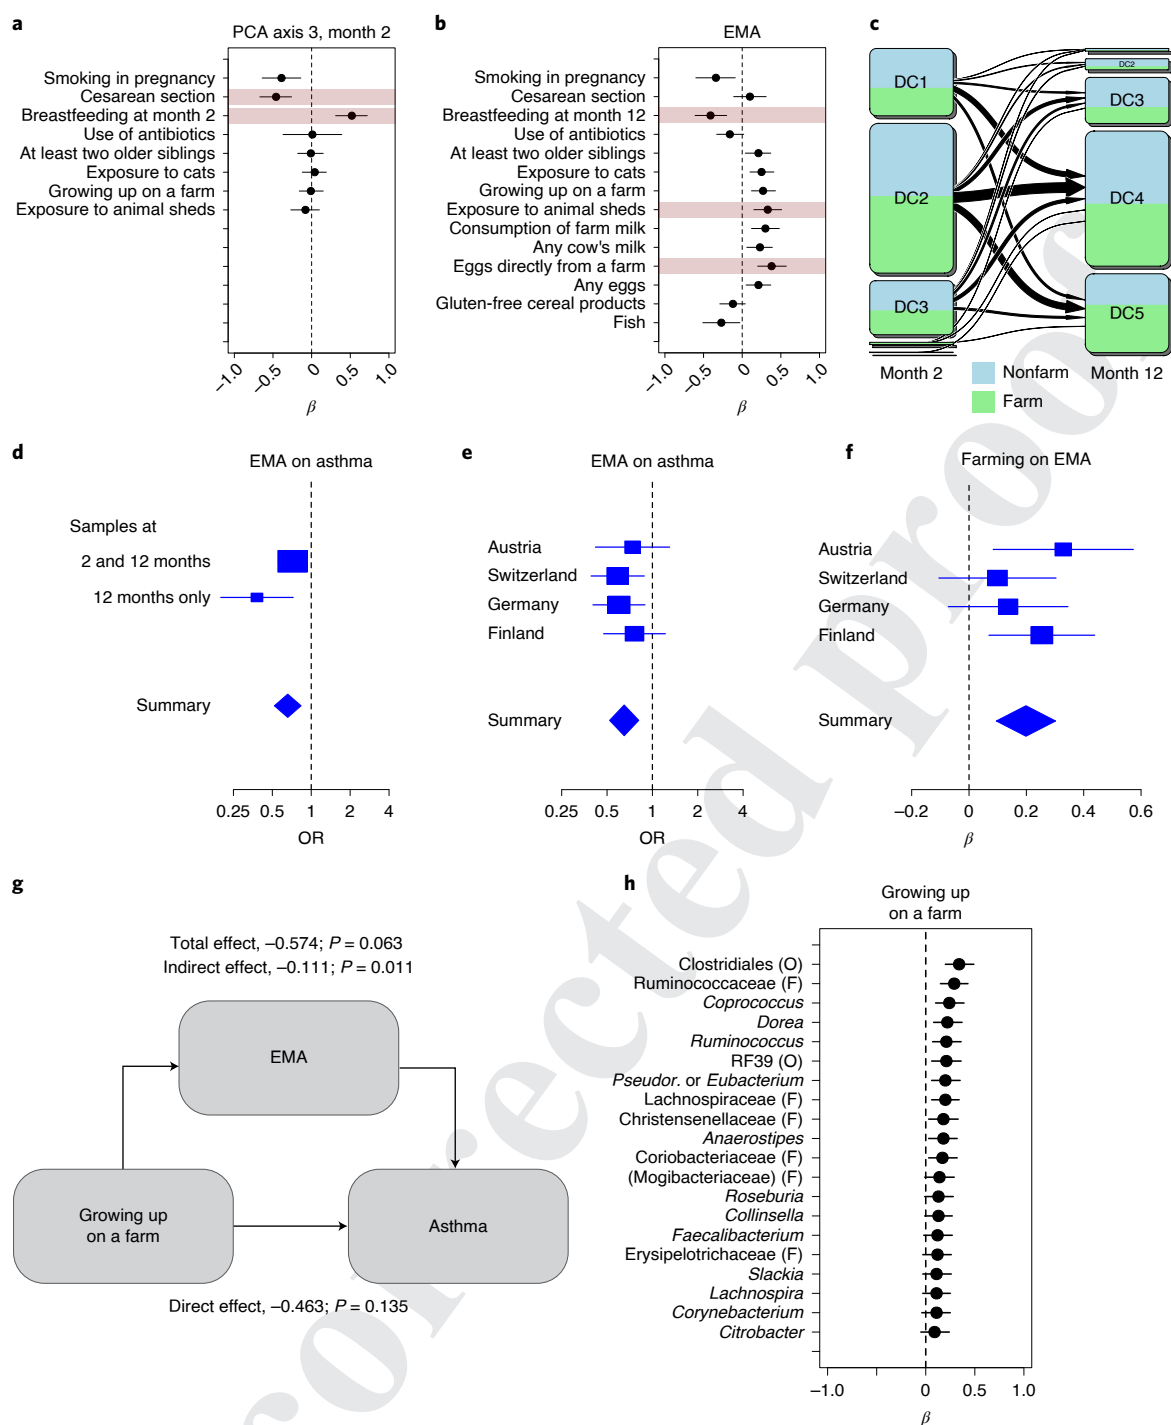 a
PCA axis 3, month 2
Smoking in pregnancy
Cesarean section
Breastfeeding at month 2
Use of antibiotics
At least two older siblings
Exposure to cats
Growing up on a farm
Exposure to animal sheds
−1.0
0
0.5
1.0
β
b
EMA
Smoking in pregnancy
Cesarean section
Breastfeeding at month 12
Use of antibiotics
At least two older siblings
Exposure to cats
Growing up on a farm
Exposure to animal sheds
Consumption of farm milk
Any cow's milk
Eggs directly from a farm
Any eggs
Gluten-free cereal products
Fish
−1.0
0
0.5
1.0
β
c
DC1
DC2
DC3
DC2
DC3
DC4
DC5
Month 2
Month 12
Nonfarm
Farm
d
EMA on asthma
Samples at
2 and 12 months
12 months only
Summary
0.25 0.5 1 2 4
OR
e
EMA on asthma
Austria
Switzerland
Germany
Finland
Summary
0.25 0.5 1 2 4
OR
f
Farming on EMA
Austria
Switzerland
Germany
Finland
Summary
−0.2 0 0.2 0.4 0.6
β
g
Total effect, −0.574; P = 0.063
Indirect effect, −0.111; P = 0.011
EMA
Growing up
on a farm
Asthma
Direct effect, −0.463; P = 0.135
h
Growing up
on a farm
Clostridiales (O)
Ruminococcaceae (F)
Coprococcus
Dorea
Ruminococcus
RF39 (O)
Pseudor. or Eubacterium
Lachnospiraceae (F)
Christensenellaceae (F)
Anaerostipes
Coriobacteriaceae (F)
(Mogibacteriaceae) (F)
Roseburia
Collinsella
Faecalibacterium
Erysipelotrichaceae (F)
Slackia
Lachnospira
Corynebacterium
Citrobacter
−1.0 0 0.5 1.0
β
orrected proof